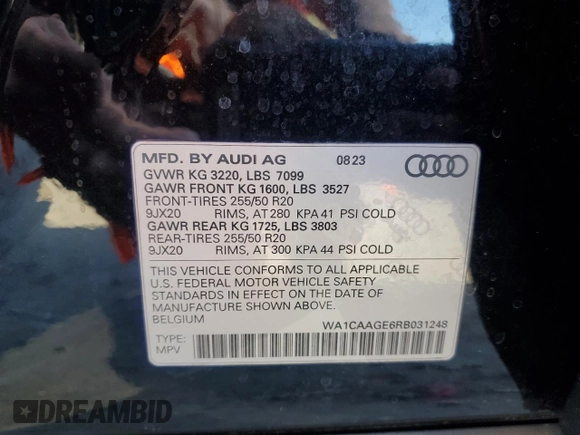 MFD. BY AUDI AG 08 23
GVWR KG 3220, LBS 7099
GAWR FRONT KG 1600, LBS 3527
FRONT-TIRES 255/50 R20
9JX20 RIMS, AT 280 KPA 41 PSI COLD
GAWR REAR KG 1725, LBS 3803
REAR-TIRES 255/50 R20
9JX20 RIMS, AT 300 KPA 44 PSI COLD
THIS VEHICLE CONFORMS TO ALL APPLICABLE
U.S. FEDERAL MOTOR VEHICLE SAFETY
STANDARDS IN EFFECT ON THE DATE OF
MANUFACTURE SHOWN ABOVE.
BELGIUM WA1CAAGE6RB031248
TYPE:
MPV
DREAMBID